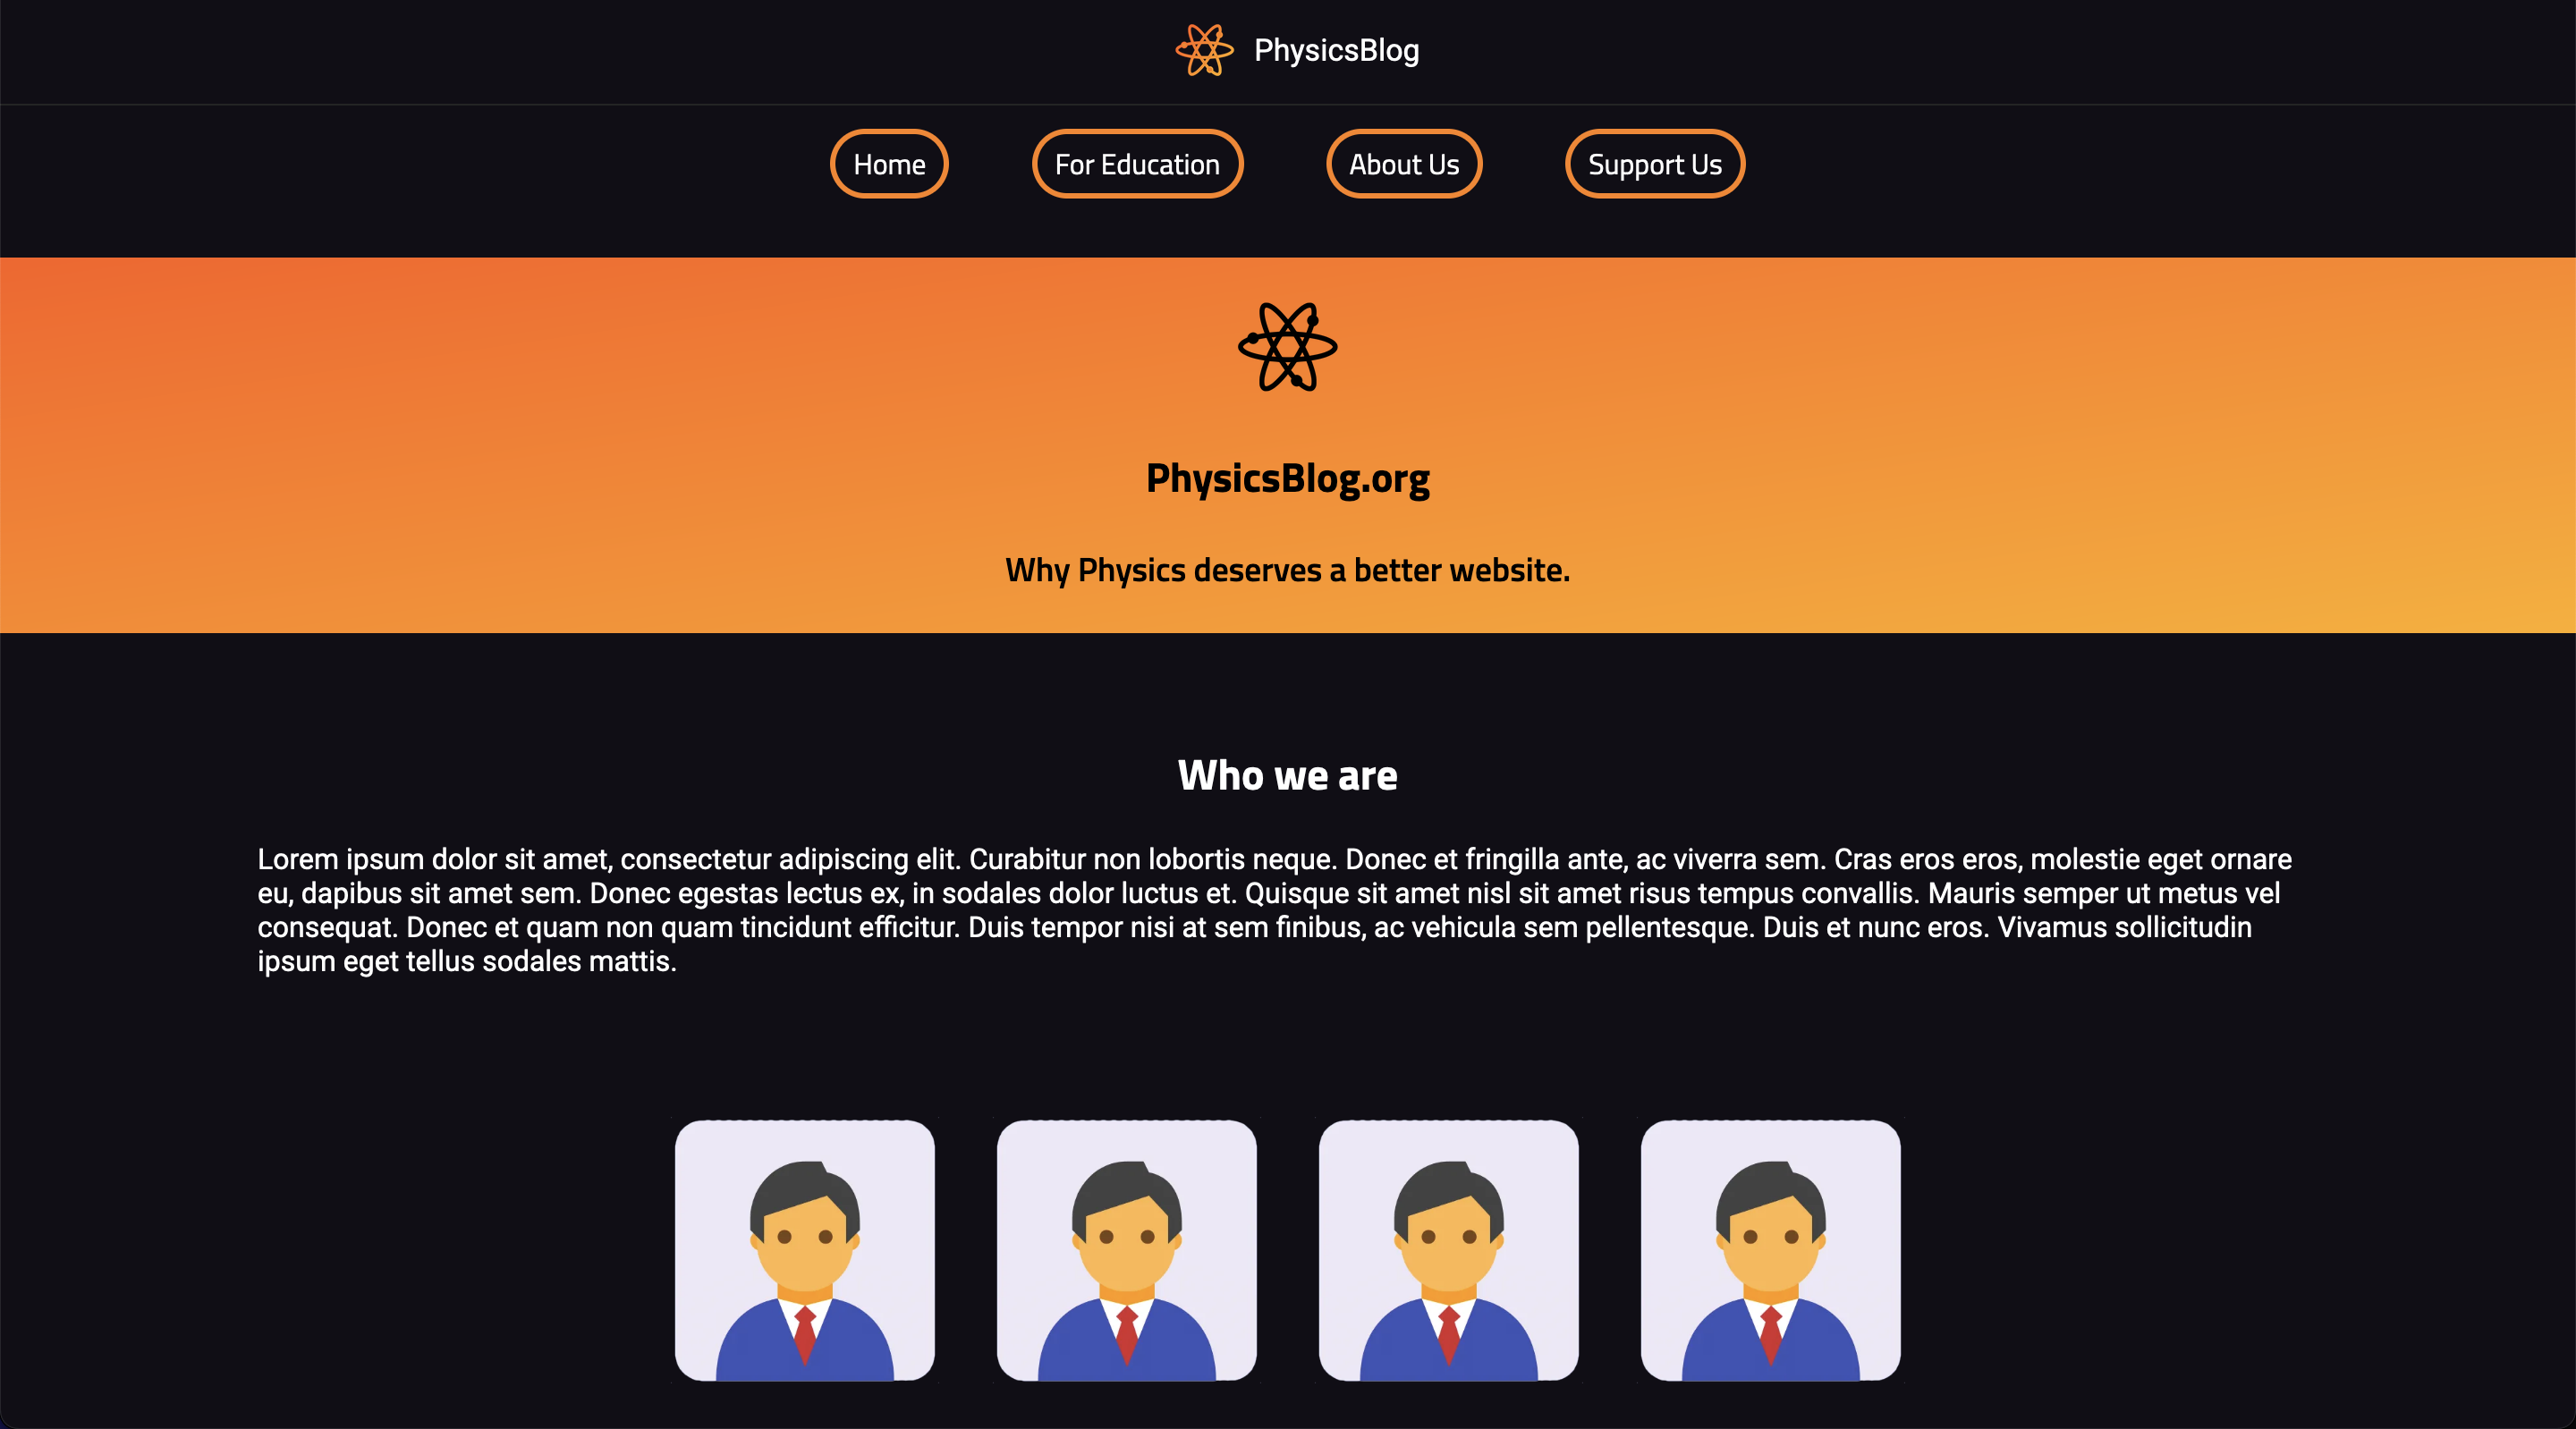 PhysicsBlog
Home
For Education
About Us
Support Us
PhysicsBlog.org
Why Physics deserves a better website.
Who we are
Lorem ipsum dolor sit amet, consectetur adipiscing elit. Curabitur non lobortis neque. Donec et fringilla ante, ac viverra sem. Cras eros eros, molestie eget ornare
eu, dapibus sit amet sem. Donec egestas lectus ex, in sodales dolor luctus et. Quisque sit amet nisl sit amet risus tempus convallis. Mauris semper ut metus vel
consequat. Donec et quam non quam tincidunt efficitur. Duis tempor nisi at sem finibus, ac vehicula sem pellentesque. Duis et nunc eros. Vivamus sollicitudin
ipsum eget tellus sodales mattis.